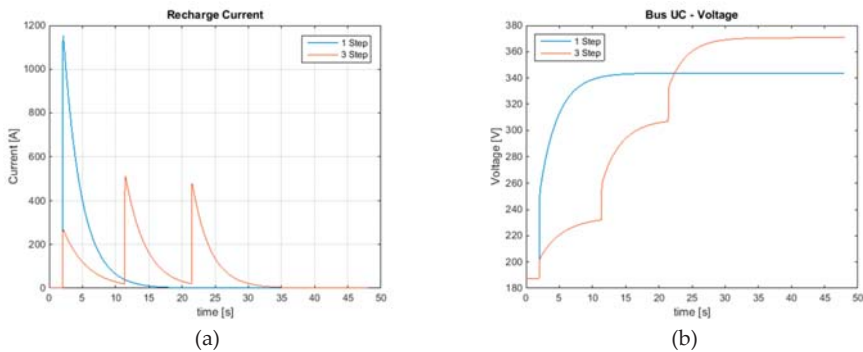 Recharge Current
1 Step
3 Step
Current [A]
1200
1000
800
600
400
200
0
0 5 10 15 20 25 30 35 40 45 50
time [s]
(a)
Bus UC - Voltage
1 Step
3 Step
Voltage [V]
380
360
340
320
300
280
260
240
220
200
180
0 5 10 15 20 25 30 35 40 45 50
time [s]
(b)